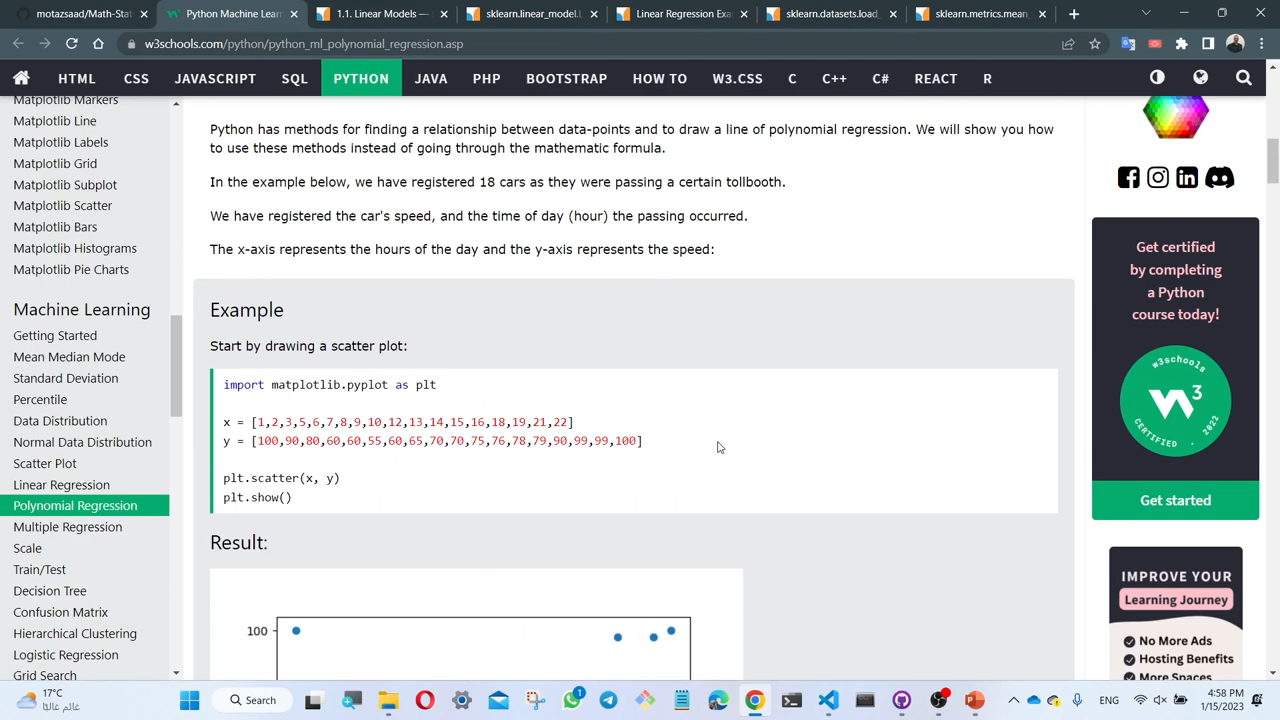 motazsaad/Math-Stat
Python Machine Learn
1.1. Linear Models —
sklearn.linear_model.L
Linear Regression Exa
sklearn.datasets.load_
sklearn.metrics.mean_
w3schools.com/python/python_ml_polynomial_regression.asp
HTML CSS JAVASCRIPT SQL PYTHON JAVA PHP BOOTSTRAP HOW TO W3.CSS C C++ C# REACT R
Matplotlib Markers
Matplotlib Line
Matplotlib Labels
Matplotlib Grid
Matplotlib Subplot
Matplotlib Scatter
Matplotlib Bars
Matplotlib Histograms
Matplotlib Pie Charts
Machine Learning
Getting Started
Mean Median Mode
Standard Deviation
Percentile
Data Distribution
Normal Data Distribution
Scatter Plot
Linear Regression
Polynomial Regression
Multiple Regression
Scale
Train/Test
Decision Tree
Confusion Matrix
Hierarchical Clustering
Logistic Regression
Grid Search
Python has methods for finding a relationship between data-points and to draw a line of polynomial regression. We will show you how
to use these methods instead of going through the mathematic formula.
In the example below, we have registered 18 cars as they were passing a certain tollbooth.
We have registered the car's speed, and the time of day (hour) the passing occurred.
The x-axis represents the hours of the day and the y-axis represents the speed:
Example
Start by drawing a scatter plot:
import matplotlib.pyplot as plt
x = [1,2,3,5,6,7,8,9,10,12,13,14,15,16,18,19,21,22]
y = [100,90,80,60,60,55,60,65,70,70,75,76,78,79,90,99,99,100]
plt.scatter(x, y)
plt.show()
Result:
100
Get certified
by completing
a Python
course today!
w3schools
W3
CERTIFIED . 2022
Get started
IMPROVE YOUR
Learning Journey
No More Ads
Hosting Benefits
More Spaces
17°C
غائم غالبًا
Search
1
ENG
4:58 PM
1/15/2023